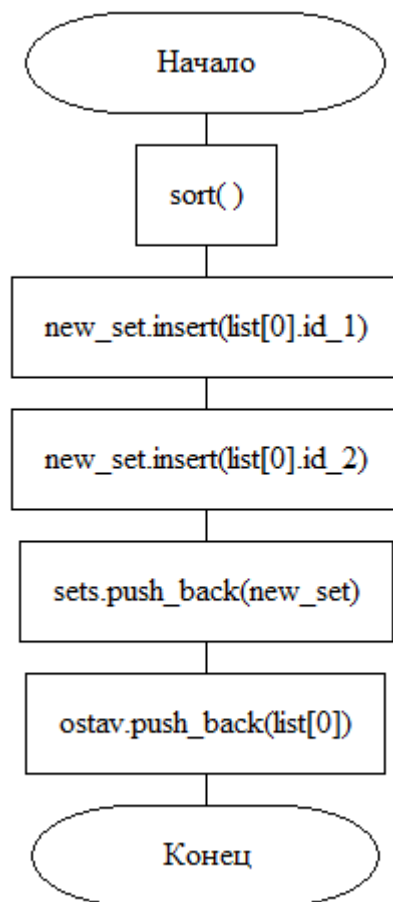 Начало
sort( )
new_set.insert(list[0].id_1)
new_set.insert(list[0].id_2)
sets.push_back(new_set)
ostav.push_back(list[0])
Конец